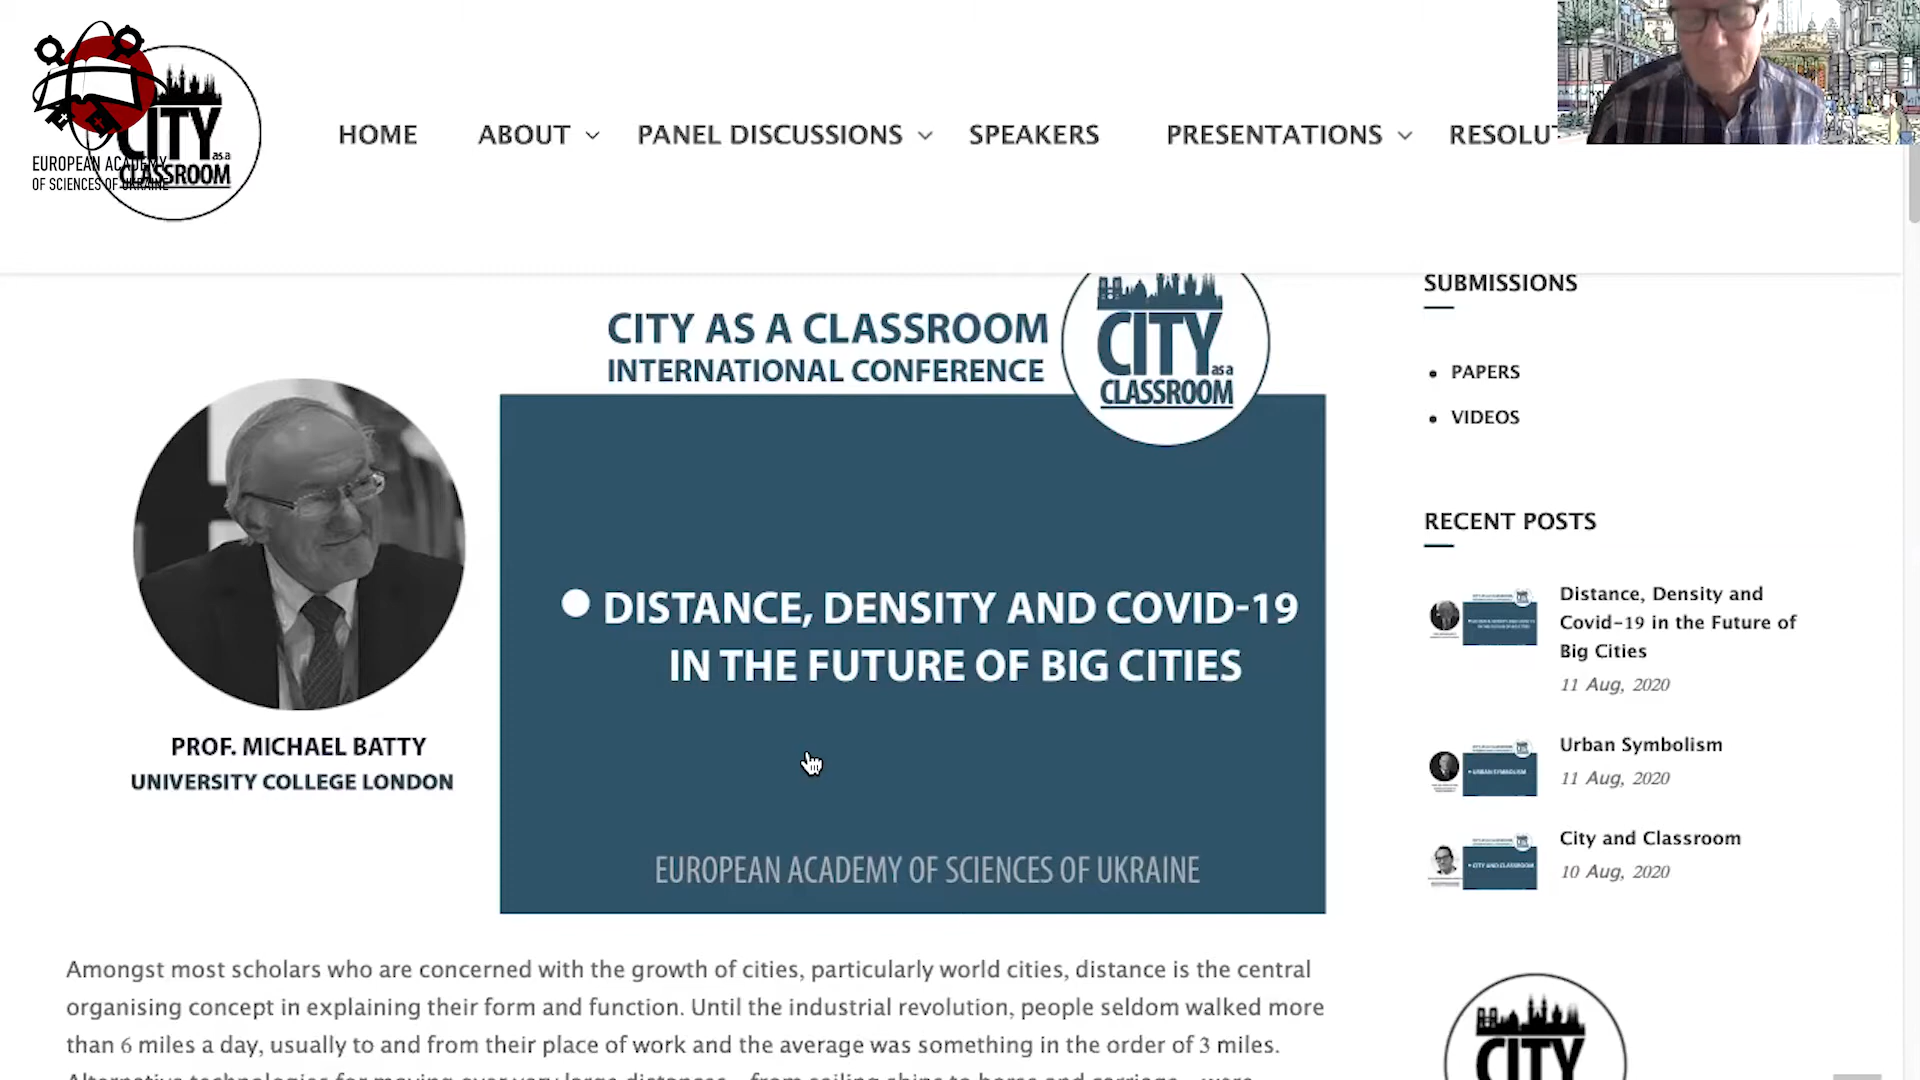 CITY
as a
CLASSROOM
EUROPEAN ACADEMY
OF SCIENCES OF UKRAINE
HOME
ABOUT
PANEL DISCUSSIONS
SPEAKERS
PRESENTATIONS
RESOLUT
CITY AS A CLASSROOM
INTERNATIONAL CONFERENCE
CITY
as a
CLASSROOM
• DISTANCE, DENSITY AND COVID-19
IN THE FUTURE OF BIG CITIES
EUROPEAN ACADEMY OF SCIENCES OF UKRAINE
PROF. MICHAEL BATTY
UNIVERSITY COLLEGE LONDON
Amongst most scholars who are concerned with the growth of cities, particularly world cities, distance is the central
organising concept in explaining their form and function. Until the industrial revolution, people seldom walked more
than 6 miles a day, usually to and from their place of work and the average was something in the order of 3 miles.
SUBMISSIONS
• PAPERS
• VIDEOS
RECENT POSTS
Distance, Density and
Covid-19 in the Future of
Big Cities
11 Aug, 2020
Urban Symbolism
11 Aug, 2020
City and Classroom
10 Aug, 2020
CITY